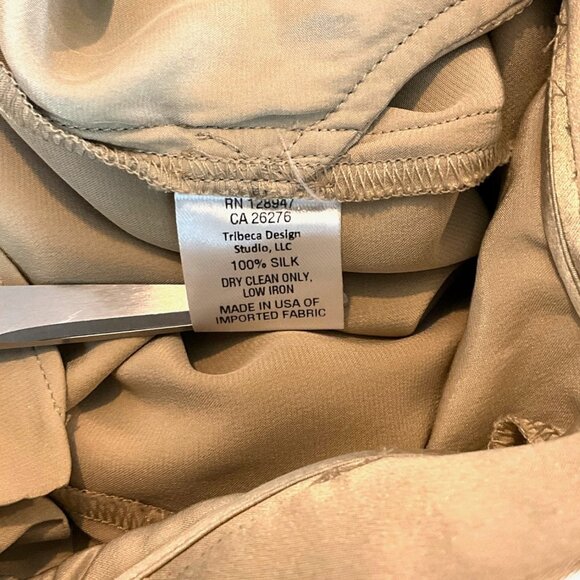 RN 128947
CA 26276
Tribeca Design
Studio, LLC
100% SILK
DRY CLEAN ONLY,
LOW IRON
MADE IN USA OF
IMPORTED FABRIC